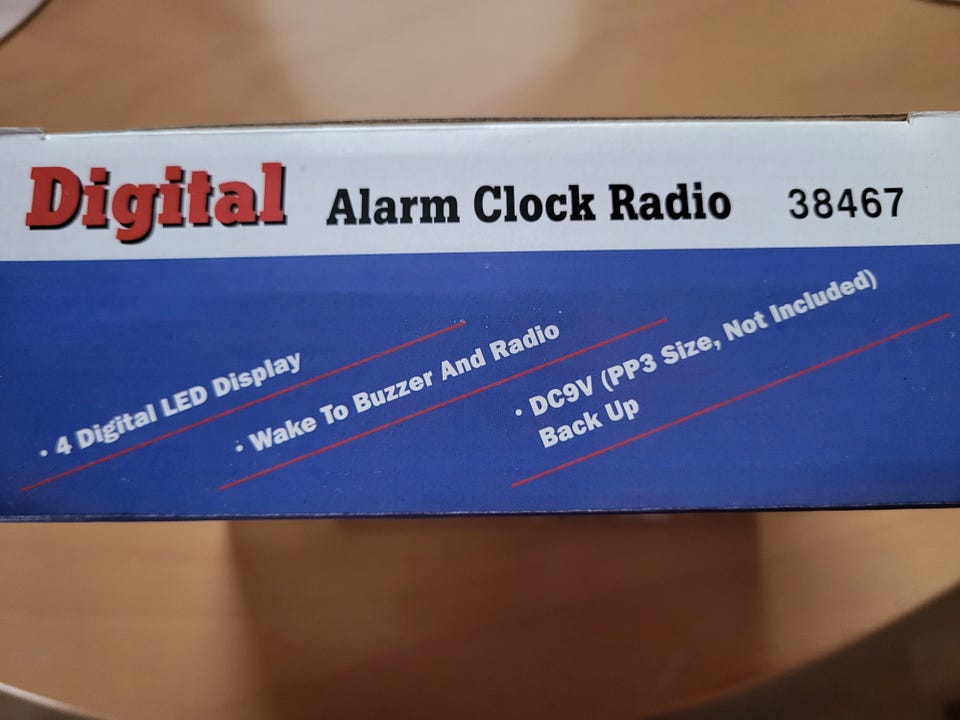 Digital Alarm Clock Radio 38467
· 4 Digital LED Display
· Wake To Buzzer And Radio
· DC9V (PP3 Size, Not Included)
Back Up